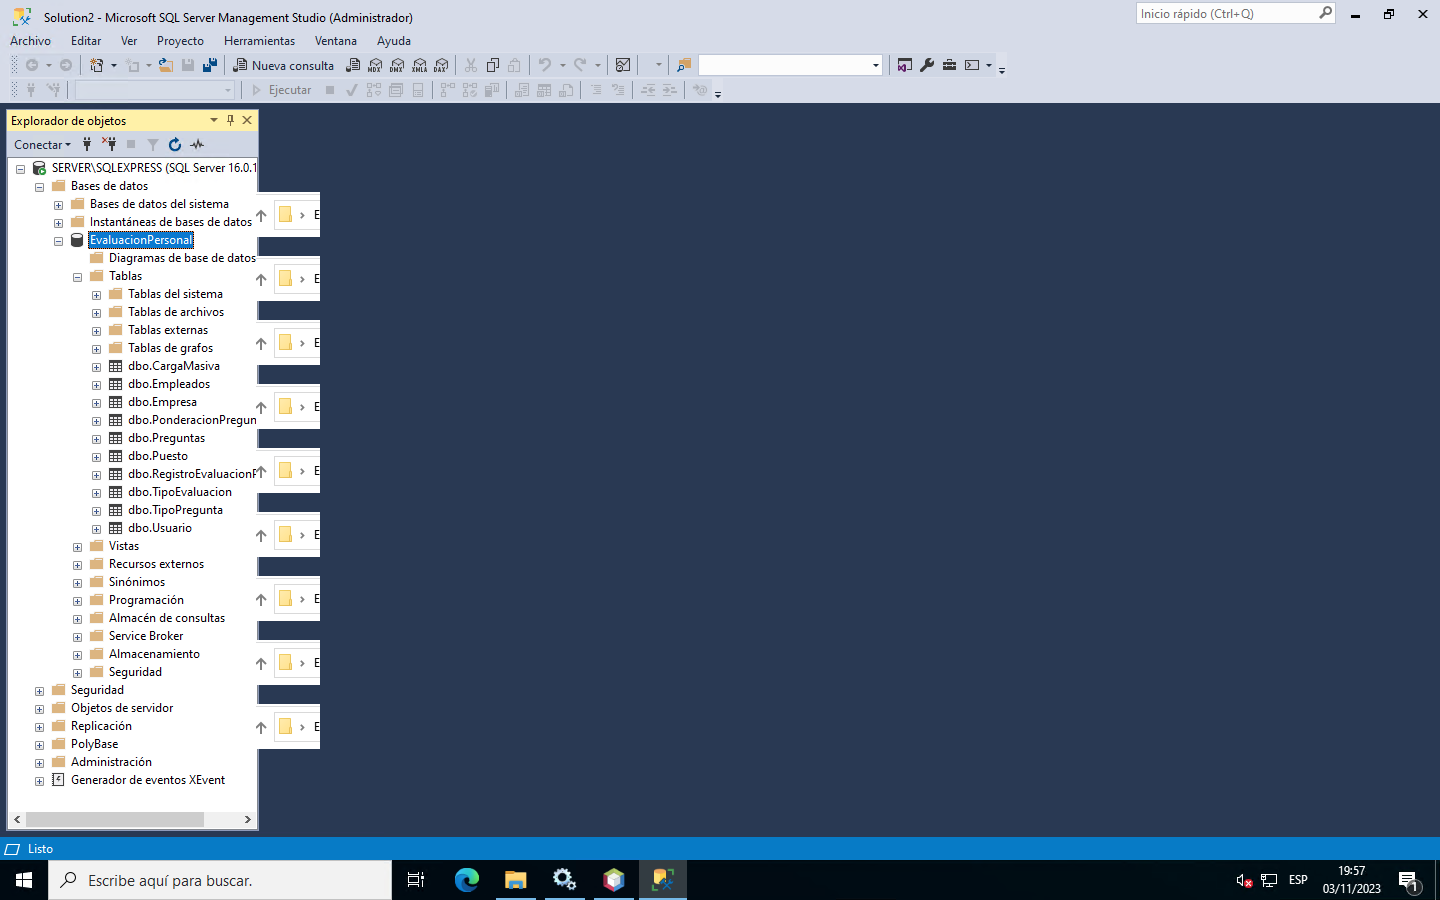 Solution2 - Microsoft SQL Server Management Studio (Administrador)
Inicio rápido (Ctrl+Q)
Archivo Editar Ver Proyecto Herramientas Ventana Ayuda
Nueva consulta MDX DMX XMLA DAX
Ejecutar
Explorador de objetos
Conectar
SERVER\SQLEXPRESS (SQL Server 16.0.1
Bases de datos
Bases de datos del sistema
Instantáneas de bases de datos
EvaluacionPersonal
Diagramas de base de datos
Tablas
Tablas del sistema
Tablas de archivos
Tablas externas
Tablas de grafos
dbo.CargaMasiva
dbo.Empleados
dbo.Empresa
dbo.PonderacionPregun
dbo.Preguntas
dbo.Puesto
dbo.RegistroEvaluacionP
dbo.TipoEvaluacion
dbo.TipoPregunta
dbo.Usuario
Vistas
Recursos externos
Sinónimos
Programación
Almacén de consultas
Service Broker
Almacenamiento
Seguridad
Seguridad
Objetos de servidor
Replicación
PolyBase
Administración
Generador de eventos XEvent
E
E
E
E
E
E
E
E
E
Listo
Escribe aquí para buscar.
ESP
19:57
03/11/2023
1